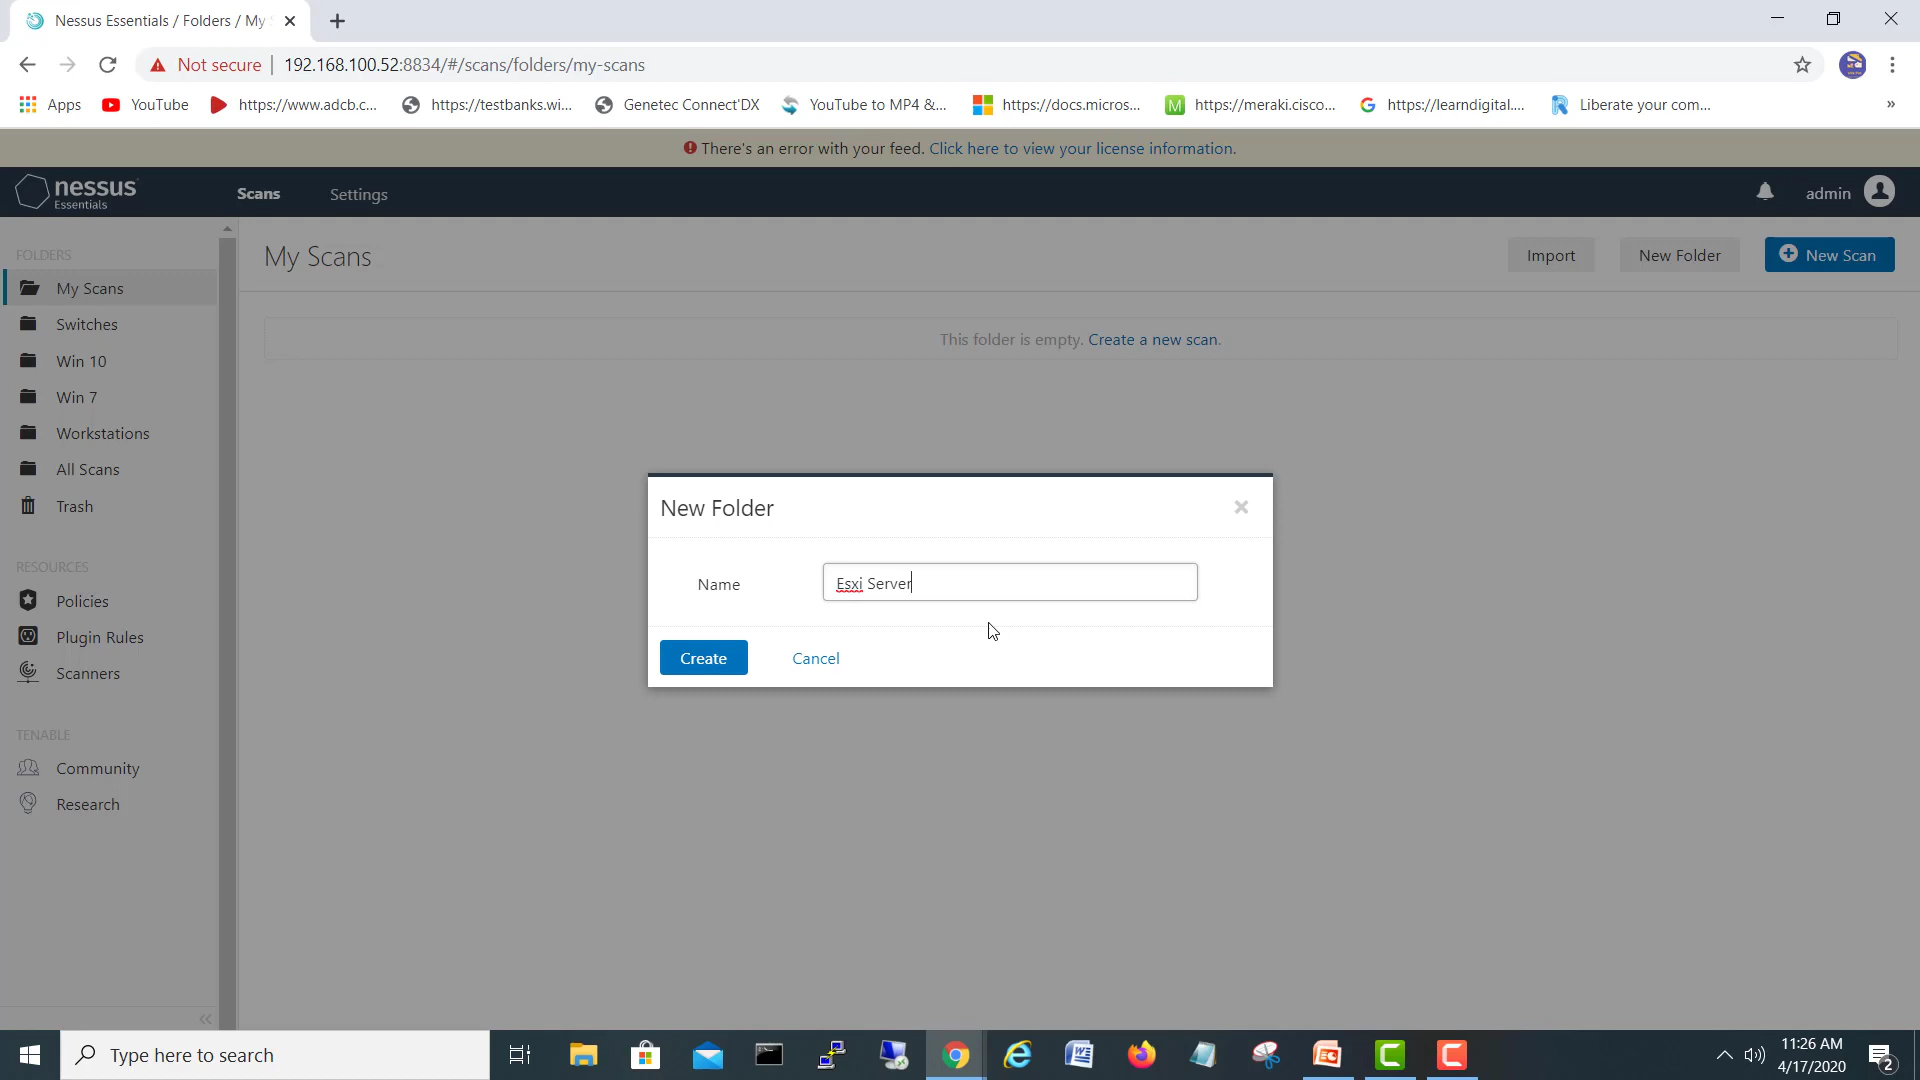 Nessus Essentials / Folders / My
Not secure | 192.168.100.52:8834/#/scans/folders/my-scans
Apps YouTube https://www.adcb.c... https://testbanks.wi... Genetec Connect'DX YouTube to MP4 &... https://docs.micros... https://meraki.cisco... https://learndigital.... Liberate your com... »
There's an error with your feed. Click here to view your license information.
nessus
Essentials
Scans Settings admin
FOLDERS
My Scans
Switches
Win 10
Win 7
Workstations
All Scans
Trash
RESOURCES
Policies
Plugin Rules
Scanners
TENABLE
Community
Research
My Scans Import New Folder New Scan
This folder is empty. Create a new scan.
New Folder
Name Esxi Server
Create Cancel
Type here to search
11:26 AM
4/17/2020
2